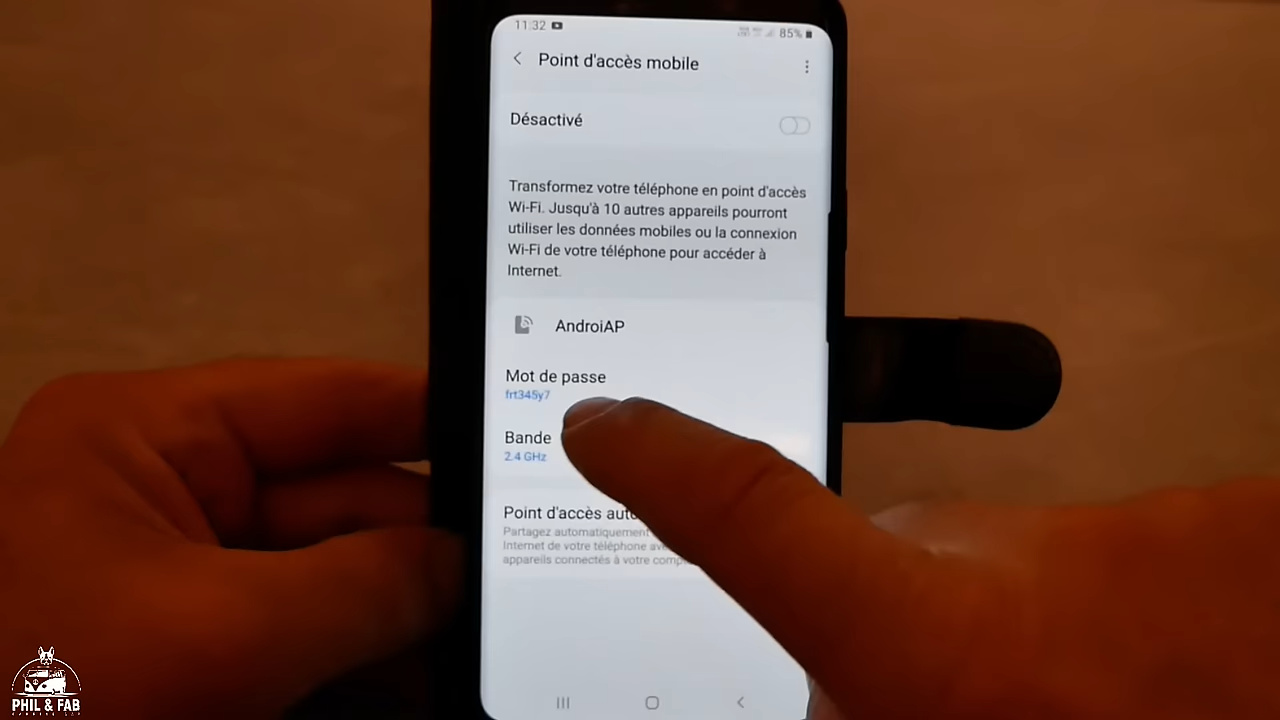 11:32
85%
Point d'accès mobile
Désactivé
Transformez votre téléphone en point d'accès
Wi-Fi. Jusqu'à 10 autres appareils pourront
utiliser les données mobiles ou la connexion
Wi-Fi de votre téléphone pour accéder à
Internet.
AndroiAP
Mot de passe
frt345y7
Bande
2.4 GHz
Point d'accès
Partagez automatiquement
Internet de votre téléphone
appareils connectés à votre
PHIL & FAB